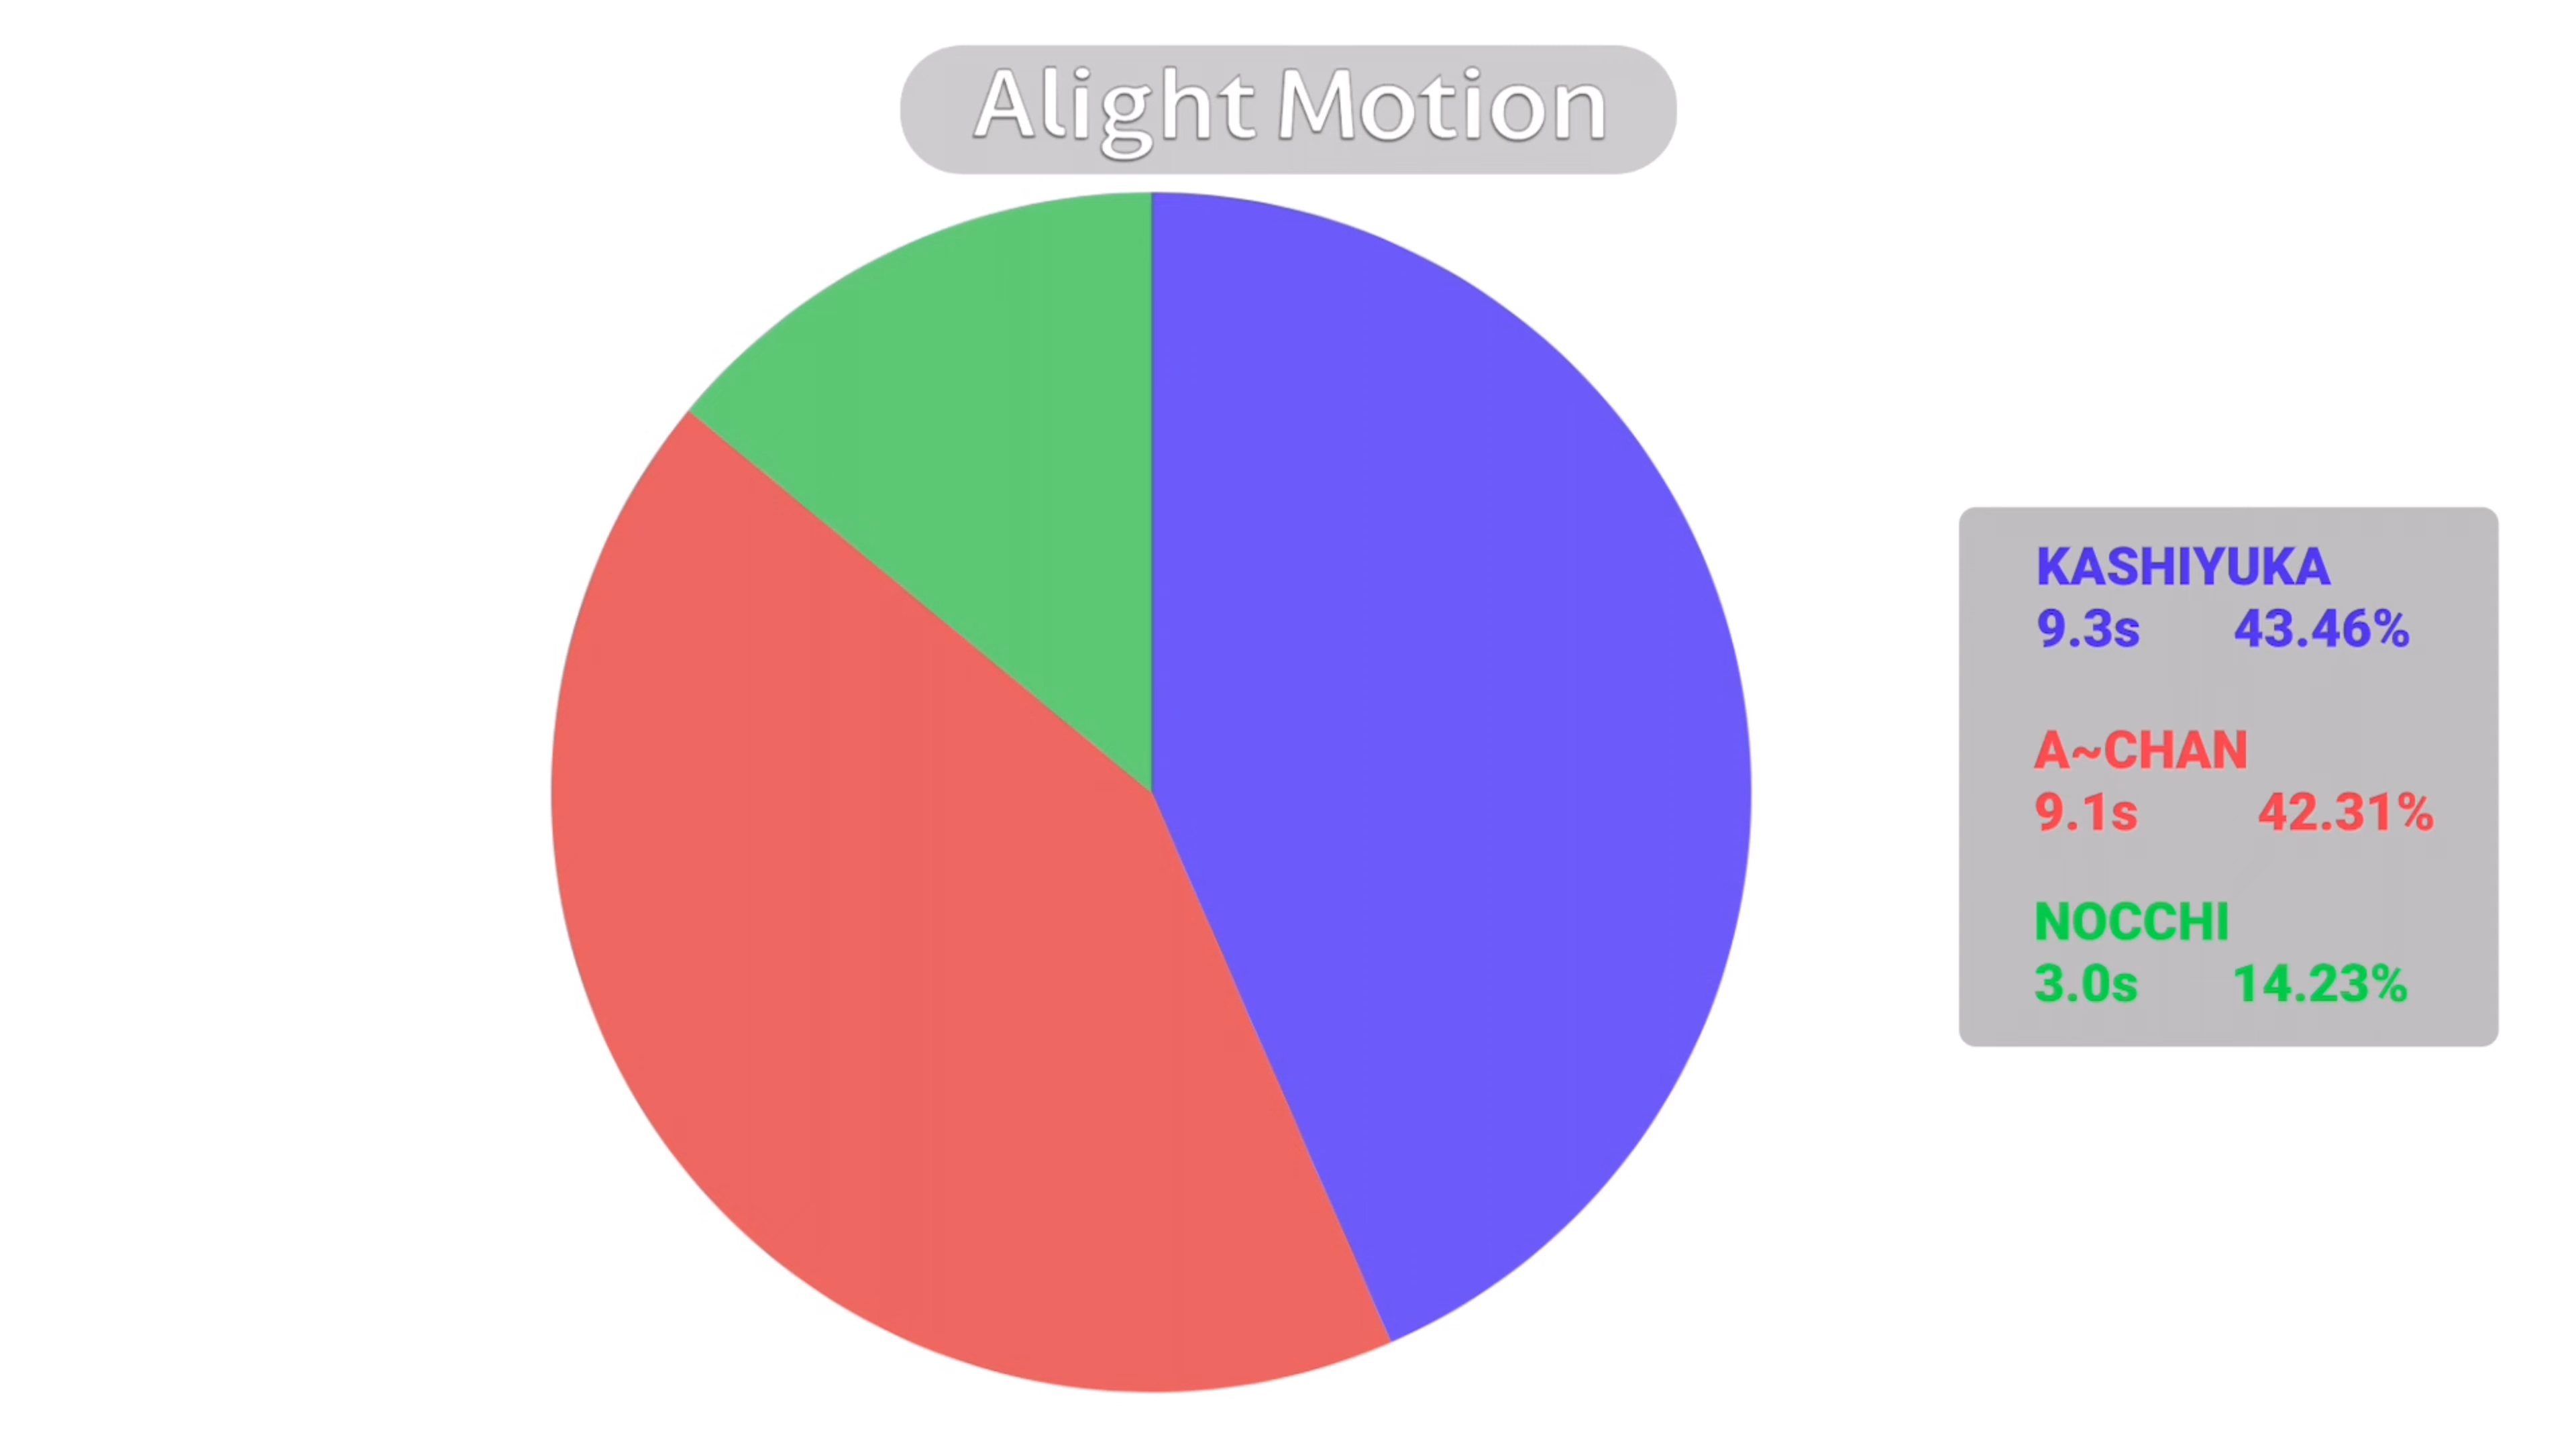 Alight Motion
KASHIYUKA
9.3s 43.46%
A~CHAN
9.1s 42.31%
NOCCHI
3.0s 14.23%